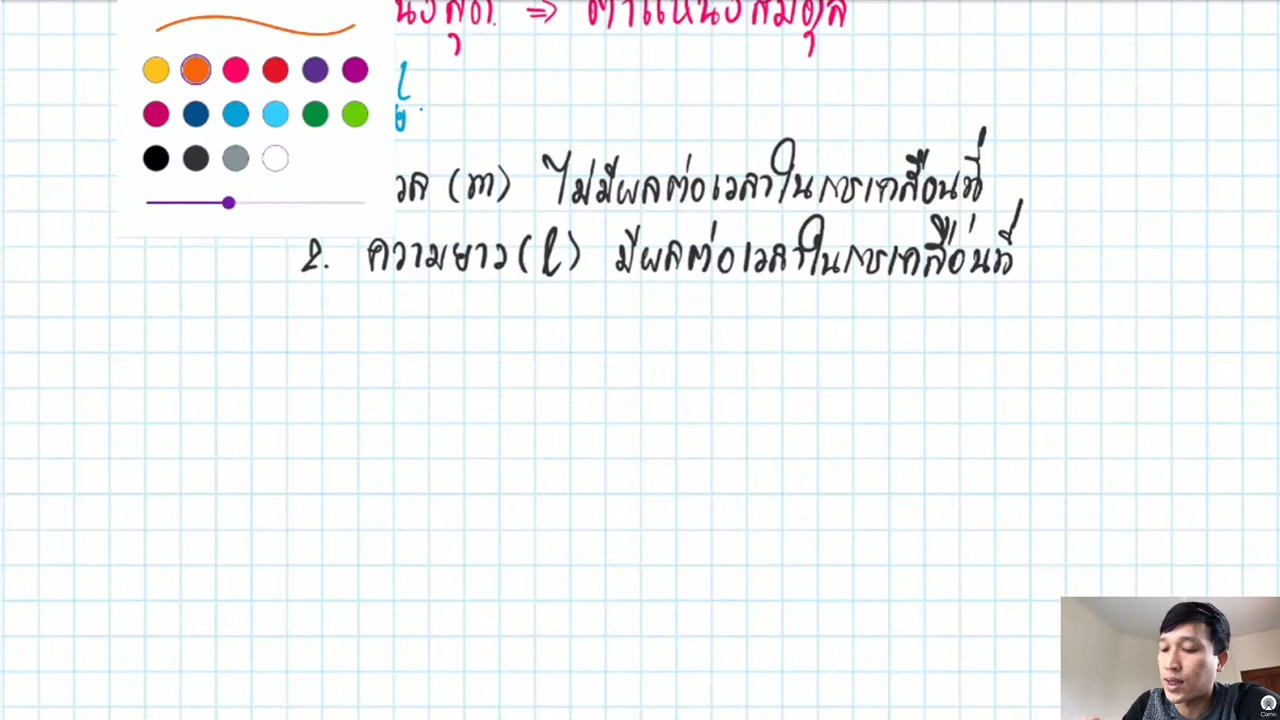 ⇒ ตำแหน่งสมดุล
มวล (m) ไม่มีผลต่อเวลาในการเคลื่อนที่
2. ความยาว (l) มีผลต่อเวลาในการเคลื่อนที่
Camo